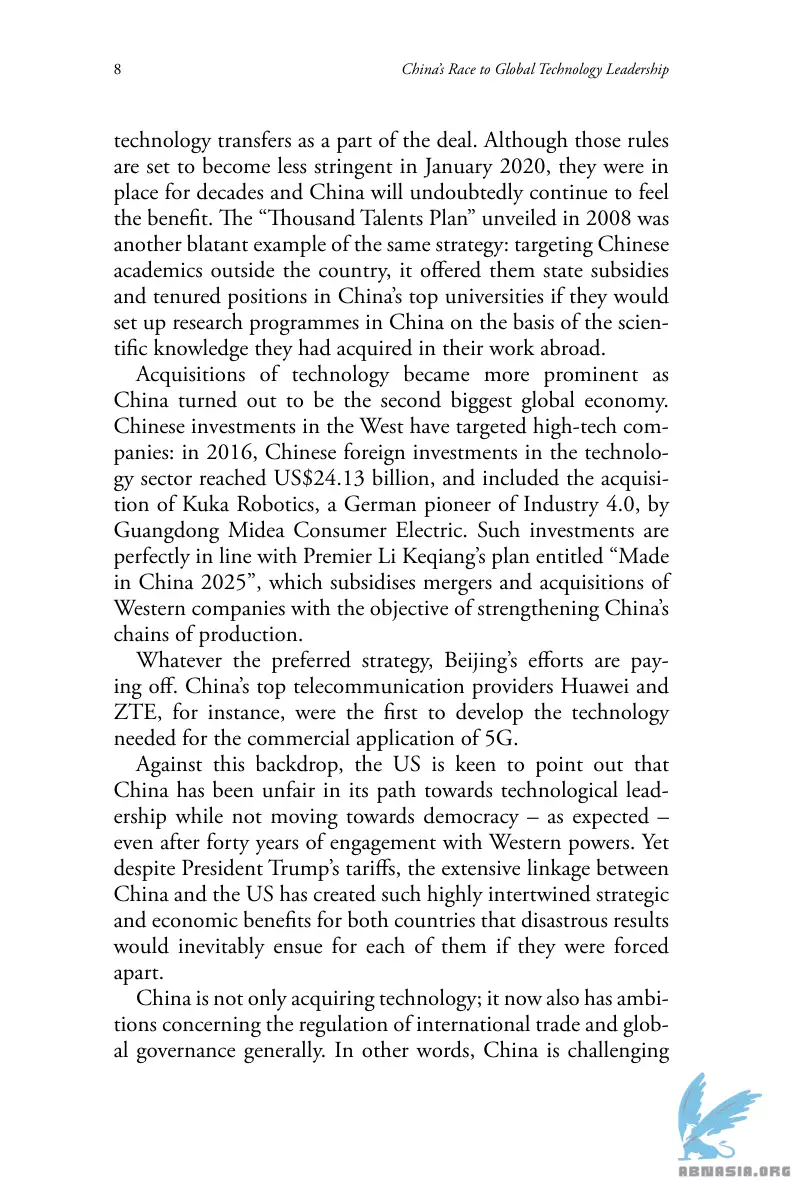 8
China's Race to Global Technology Leadership
technology transfers as a part of the deal. Although those rules
are set to become less stringent in January 2020, they were in
place for decades and China will undoubtedly continue to feel
the benefit. The “Thousand Talents Plan” unveiled in 2008 was
another blatant example of the same strategy: targeting Chinese
academics outside the country, it offered them state subsidies
and tenured positions in China’s top universities if they would
set up research programmes in China on the basis of the scien-
tific knowledge they had acquired in their work abroad.
Acquisitions of technology became more prominent as
China turned out to be the second biggest global economy.
Chinese investments in the West have targeted high-tech com-
panies: in 2016, Chinese foreign investments in the technolo-
gy sector reached US$24.13 billion, and included the acquisi-
tion of Kuka Robotics, a German pioneer of Industry 4.0, by
Guangdong Midea Consumer Electric. Such investments are
perfectly in line with Premier Li Keqiang’s plan entitled “Made
in China 2025”, which subsidises mergers and acquisitions of
Western companies with the objective of strengthening China’s
chains of production.
Whatever the preferred strategy, Beijing’s efforts are pay-
ing off. China’s top telecommunication providers Huawei and
ZTE, for instance, were the first to develop the technology
needed for the commercial application of 5G.
Against this backdrop, the US is keen to point out that
China has been unfair in its path towards technological lead-
ership while not moving towards democracy – as expected –
even after forty years of engagement with Western powers. Yet
despite President Trump’s tariffs, the extensive linkage between
China and the US has created such highly intertwined strategic
and economic benefits for both countries that disastrous results
would inevitably ensue for each of them if they were forced
apart.
China is not only acquiring technology; it now also has ambi-
tions concerning the regulation of international trade and glob-
al governance generally. In other words, China is challenging
ABNASIA.ORG